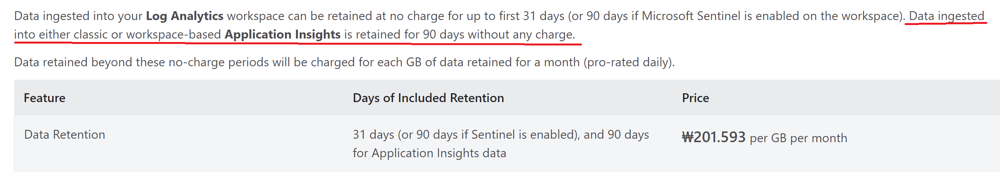 Data ingested into your Log Analytics workspace can be retained at no charge for up to first 31 days (or 90 days if Microsoft Sentinel is enabled on the workspace). Data ingested
into either classic or workspace-based Application Insights is retained for 90 days without any charge.
Data retained beyond these no-charge periods will be charged for each GB of data retained for a month (pro-rated daily).
Feature Days of Included Retention Price
Data Retention 31 days (or 90 days if Sentinel is enabled), and 90 days ₩201.593 per GB per month
for Application Insights data